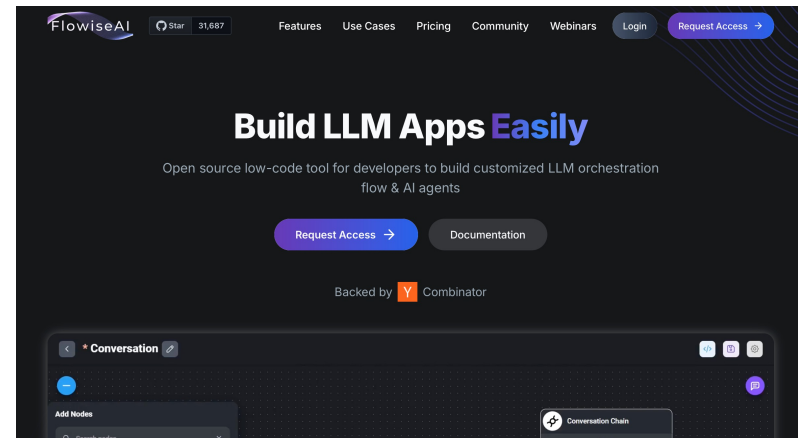 FlowiseAI
Star 31,687
Features Use Cases Pricing Community Webinars Login Request Access →
Build LLM Apps Easily
Open source low-code tool for developers to build customized LLM orchestration
flow & AI agents
Request Access →
Documentation
Backed by Y Combinator
* Conversation
Add Nodes
Conversation Chain